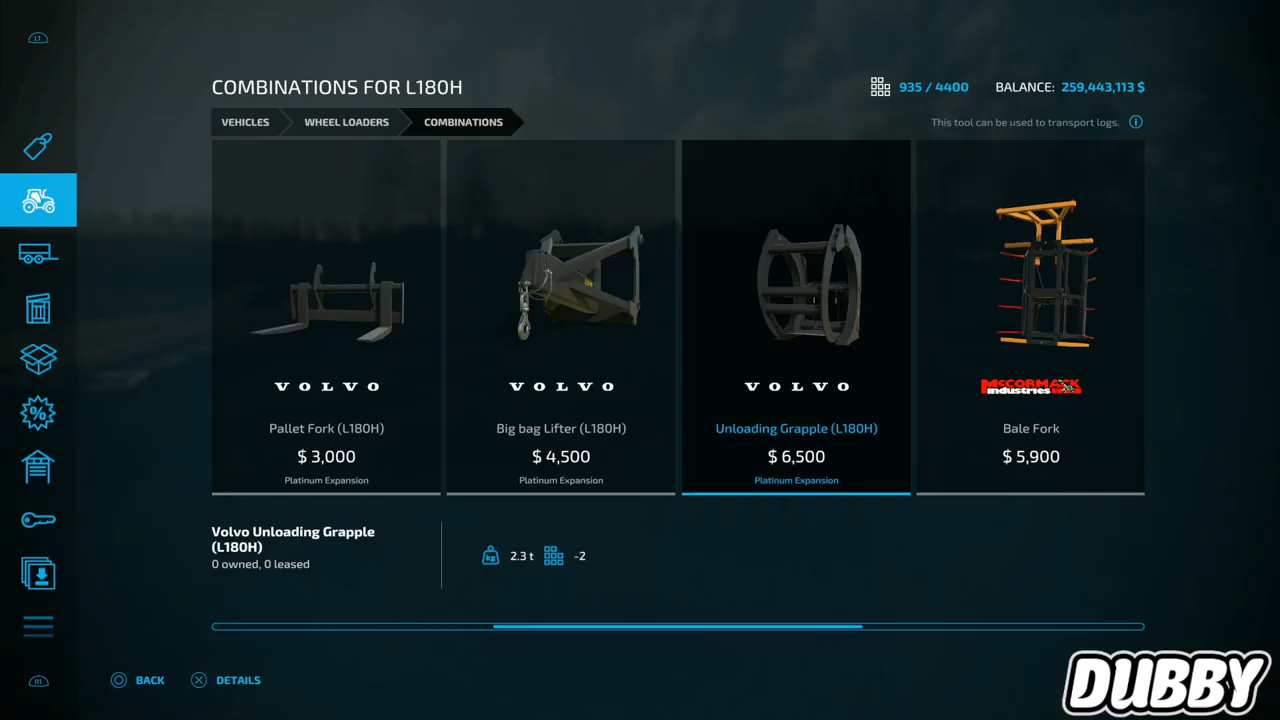 L1
COMBINATIONS FOR L180H
935 / 4400
BALANCE: 259,443,113 $
VEHICLES
WHEEL LOADERS
COMBINATIONS
This tool can be used to transport logs.
VOLVO
Pallet Fork (L180H)
$ 3,000
Platinum Expansion
VOLVO
Big bag Lifter (L180H)
$ 4,500
Platinum Expansion
VOLVO
Unloading Grapple (L180H)
$ 6,500
Platinum Expansion
McCORMACK
industries
Bale Fork
$ 5,900
Volvo Unloading Grapple
(L180H)
0 owned, 0 leased
kg
2.3 t
-2
%
R1
BACK
DETAILS
DUBBY